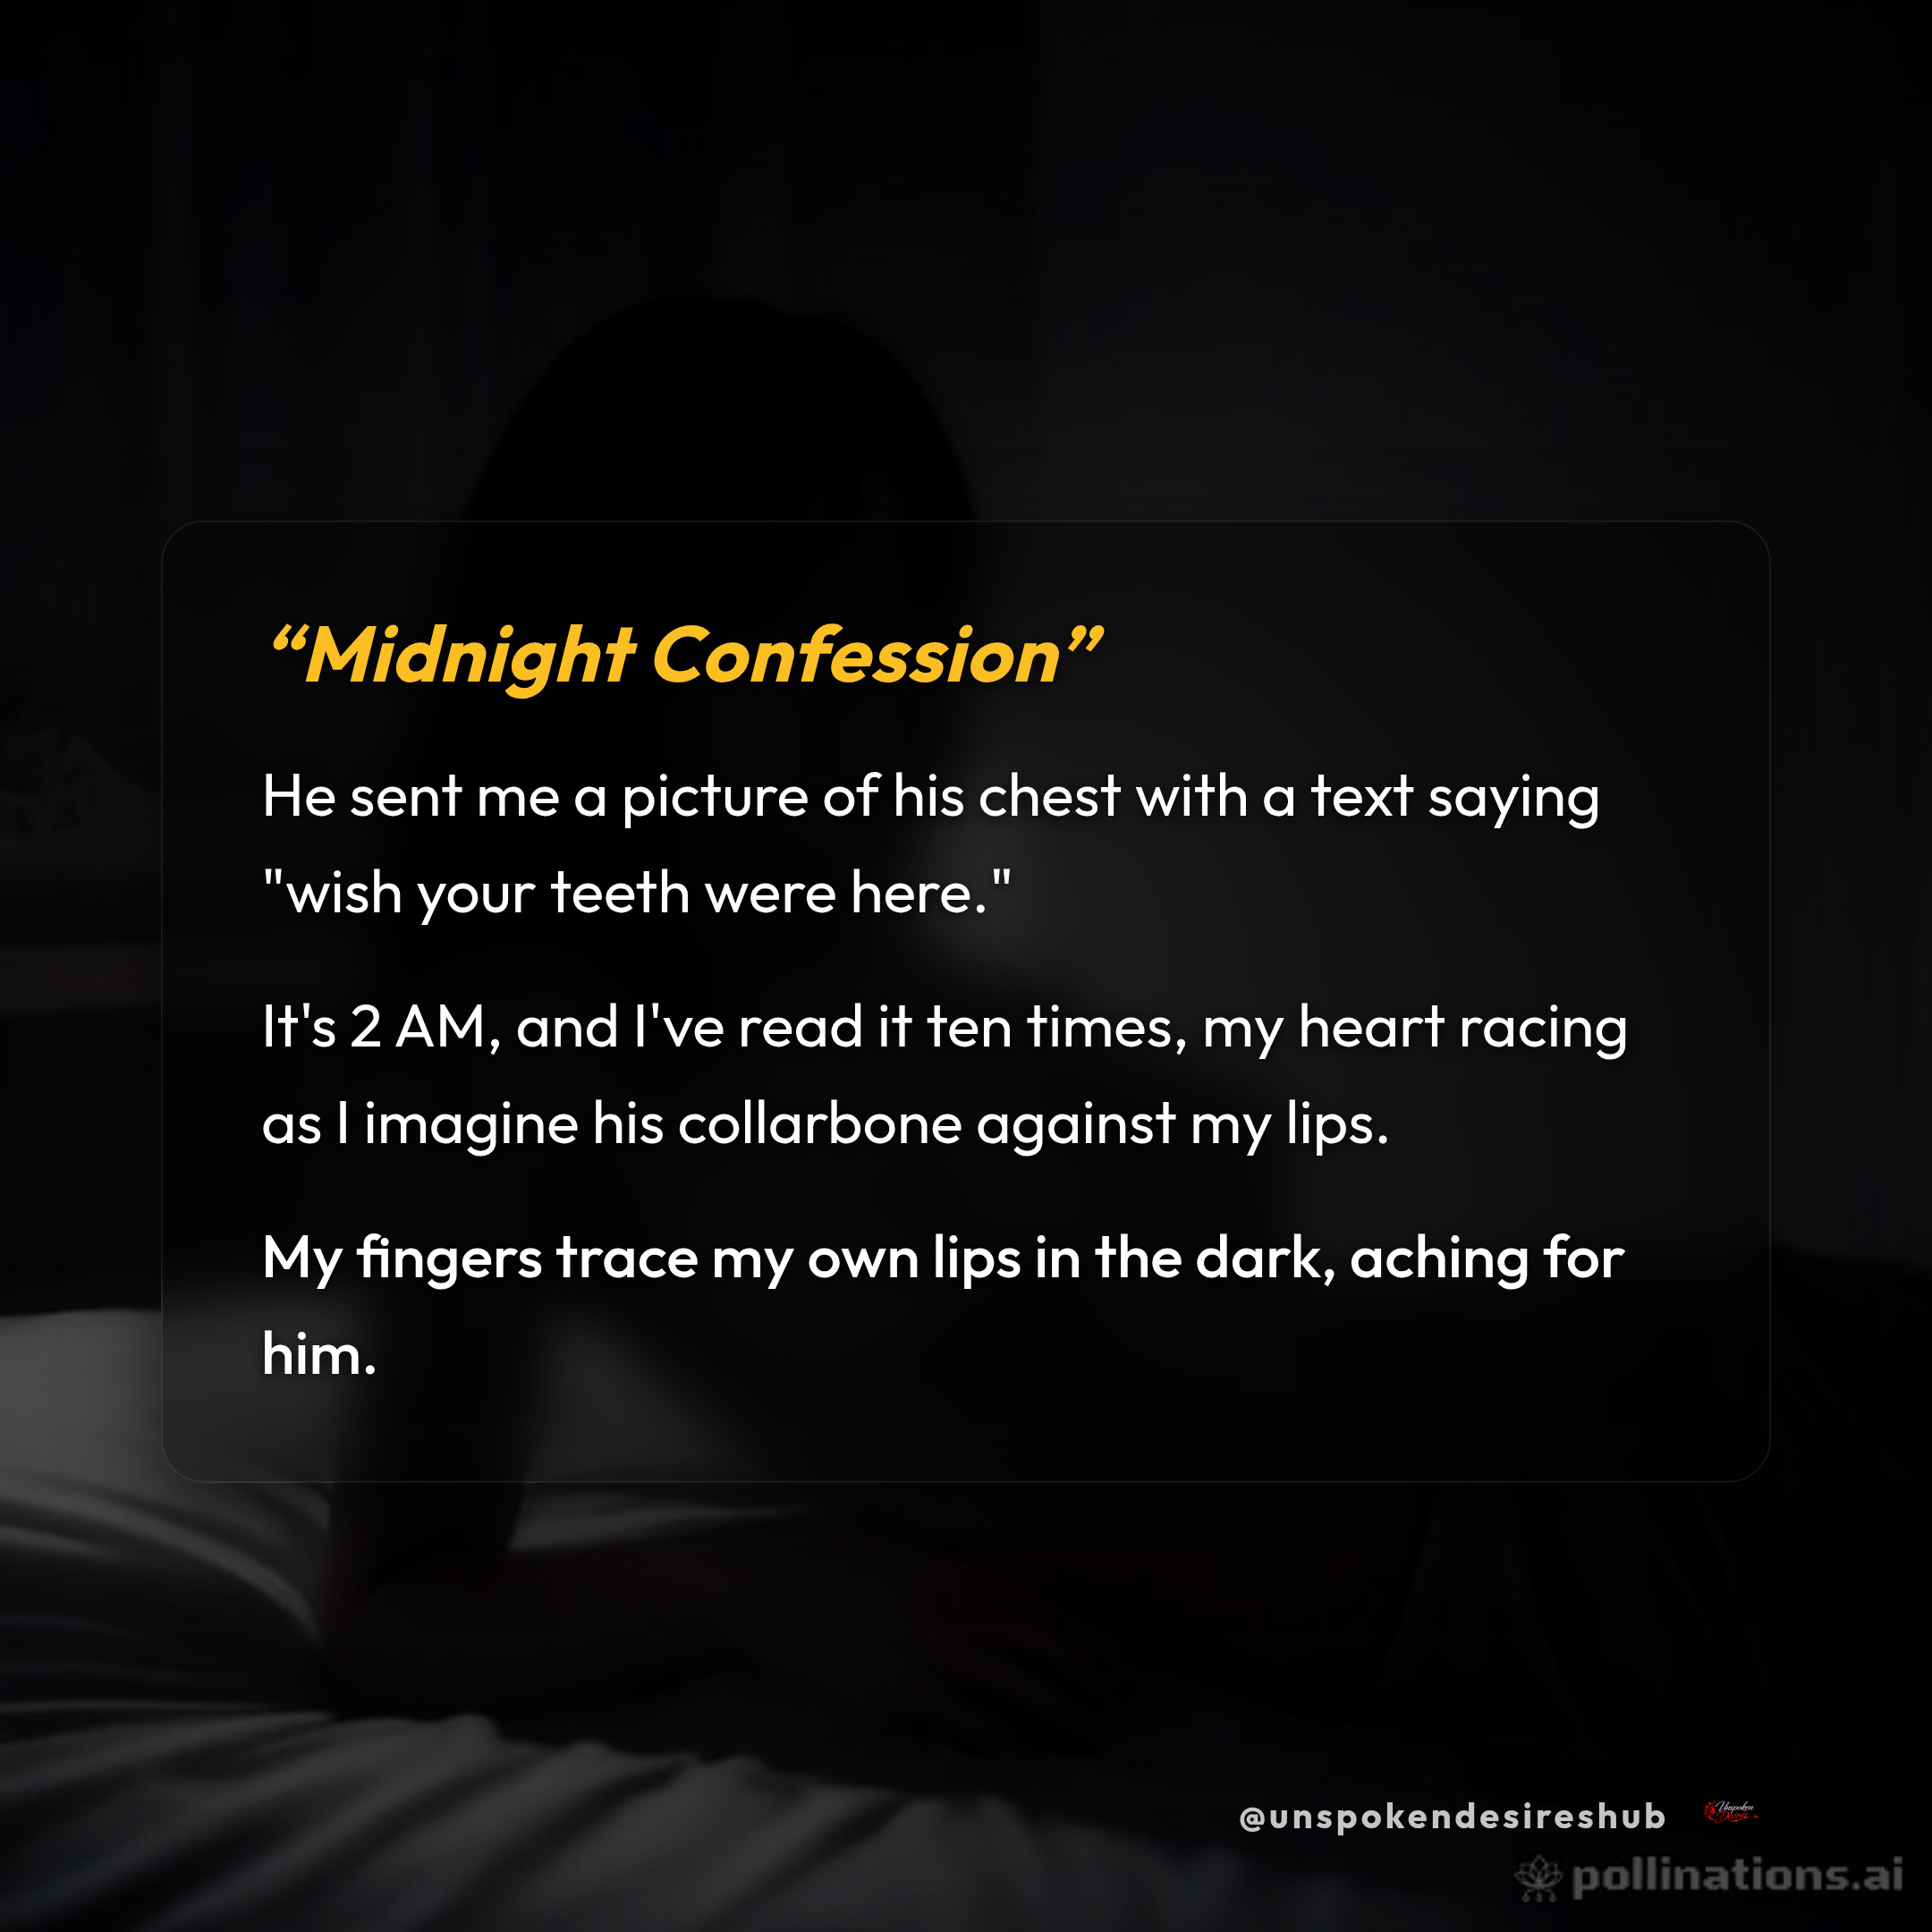 “Midnight Confession”
He sent me a picture of his chest with a text saying
"wish your teeth were here."
It's 2 AM, and I've read it ten times, my heart racing
as I imagine his collarbone against my lips.
My fingers trace my own lips in the dark, aching for
him.
@unspokendesireshub
Unspoken
Desires
pollinations.ai